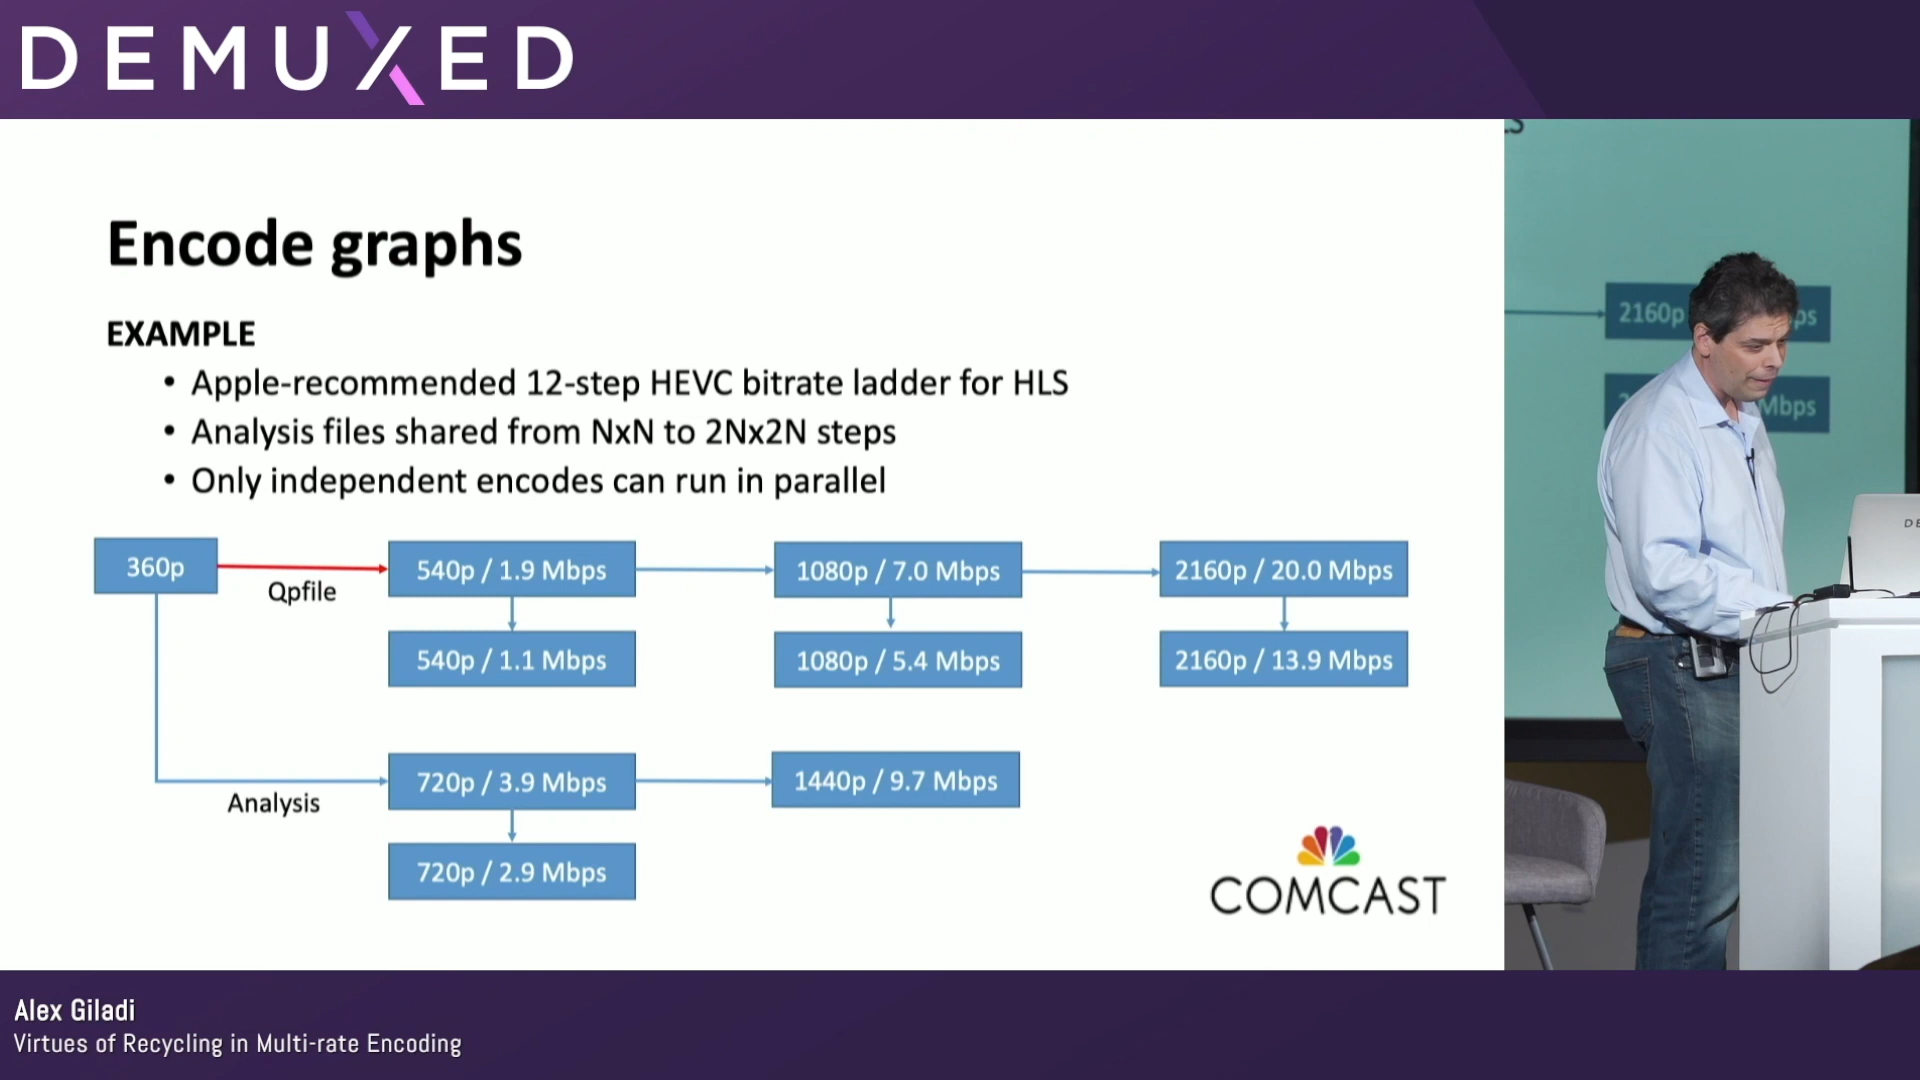 DEMUXED
Encode graphs
EXAMPLE
• Apple-recommended 12-step HEVC bitrate ladder for HLS
• Analysis files shared from NxN to 2Nx2N steps
• Only independent encodes can run in parallel
360p
Qpfile
540p / 1.9 Mbps
1080p / 7.0 Mbps
2160p / 20.0 Mbps
540p / 1.1 Mbps
1080p / 5.4 Mbps
2160p / 13.9 Mbps
Analysis
720p / 3.9 Mbps
1440p / 9.7 Mbps
720p / 2.9 Mbps
COMCAST
LS
2160p ps
Mbps
DE
Alex Giladi
Virtues of Recycling in Multi-rate Encoding